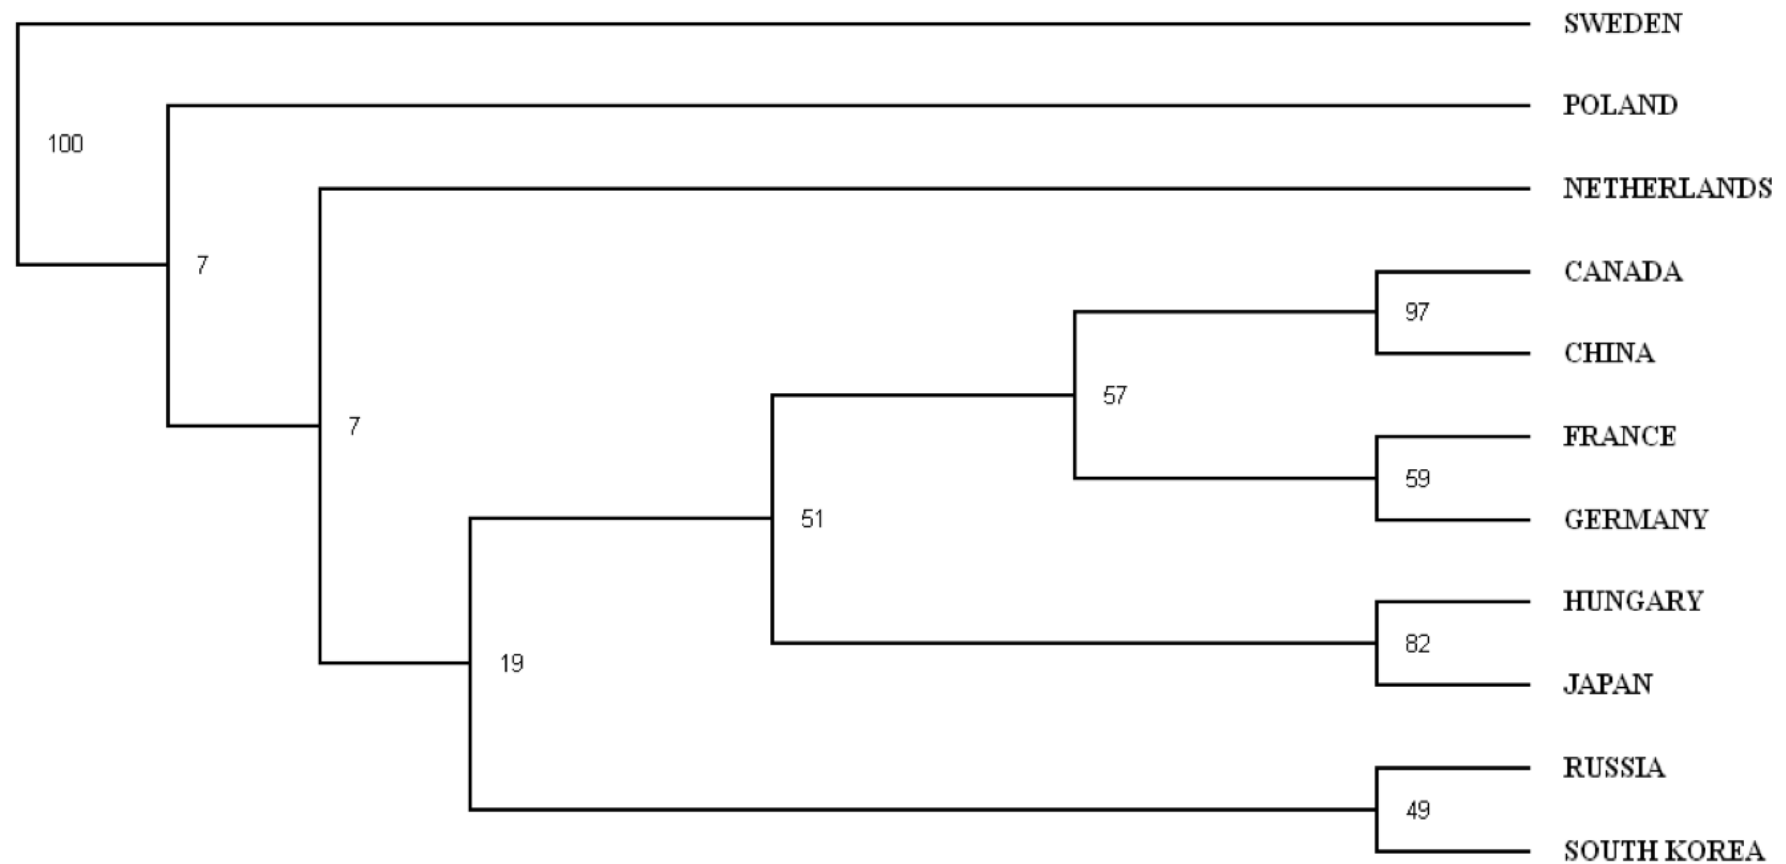 SWEDEN
POLAND
100
NETHERLANDS
7
CANADA
97
CHINA
57
7
FRANCE
59
GERMANY
51
HUNGARY
82
JAPAN
19
RUSSIA
49
SOUTH KOREA